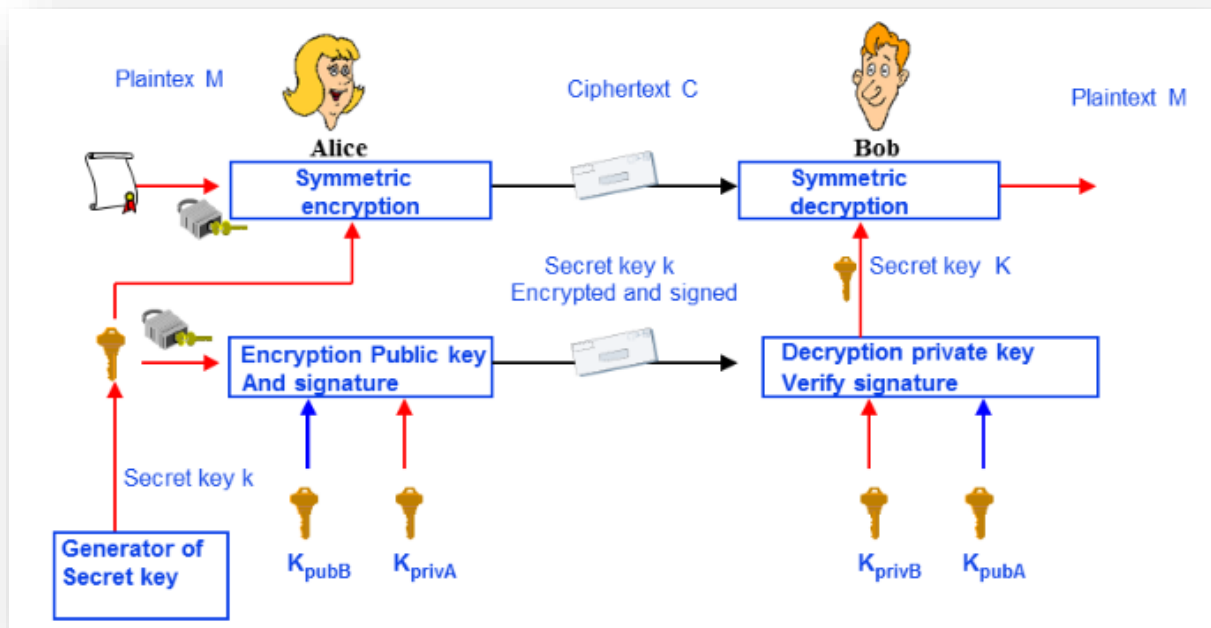 Plaintex M
Ciphertext C
Plaintext M
Alice
Bob
Symmetric
encryption
Symmetric
decryption
Secret key k
Encrypted and signed
Secret key K
Encryption Public key
And signature
Decryption private key
Verify signature
Secret key k
Generator of
Secret key
KpubB
KprivA
KprivB
KpubA